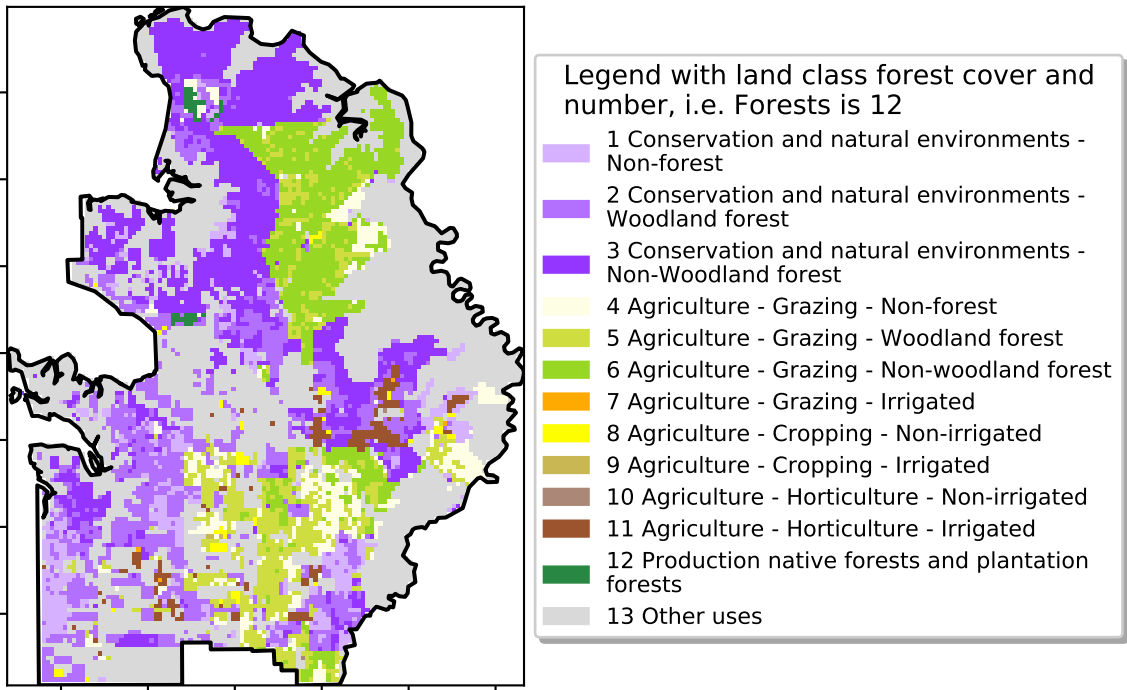 Legend with land class forest cover and
number, i.e. Forests is 12
1 Conservation and natural environments -
Non-forest
2 Conservation and natural environments -
Woodland forest
3 Conservation and natural environments -
Non-Woodland forest
4 Agriculture - Grazing - Non-forest
5 Agriculture - Grazing - Woodland forest
6 Agriculture - Grazing - Non-woodland forest
7 Agriculture - Grazing - Irrigated
8 Agriculture - Cropping - Non-irrigated
9 Agriculture - Cropping - Irrigated
10 Agriculture - Horticulture - Non-irrigated
11 Agriculture - Horticulture - Irrigated
12 Production native forests and plantation
forests
13 Other uses